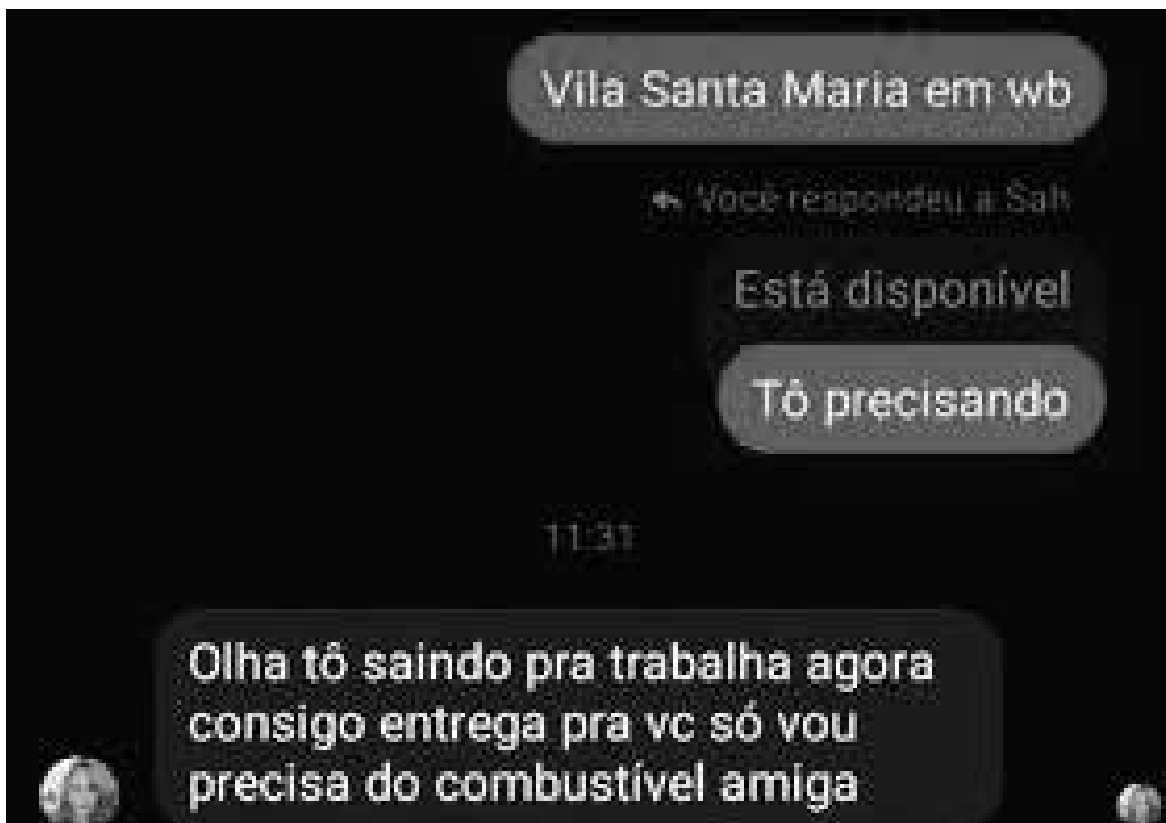 Vila Santa Maria em wb
Você respondeu a Sah
Está disponível
Tô precisando
11:31
Olha tô saindo pra trabalha agora
consigo entrega pra vc só vou
precisa do combustível amiga